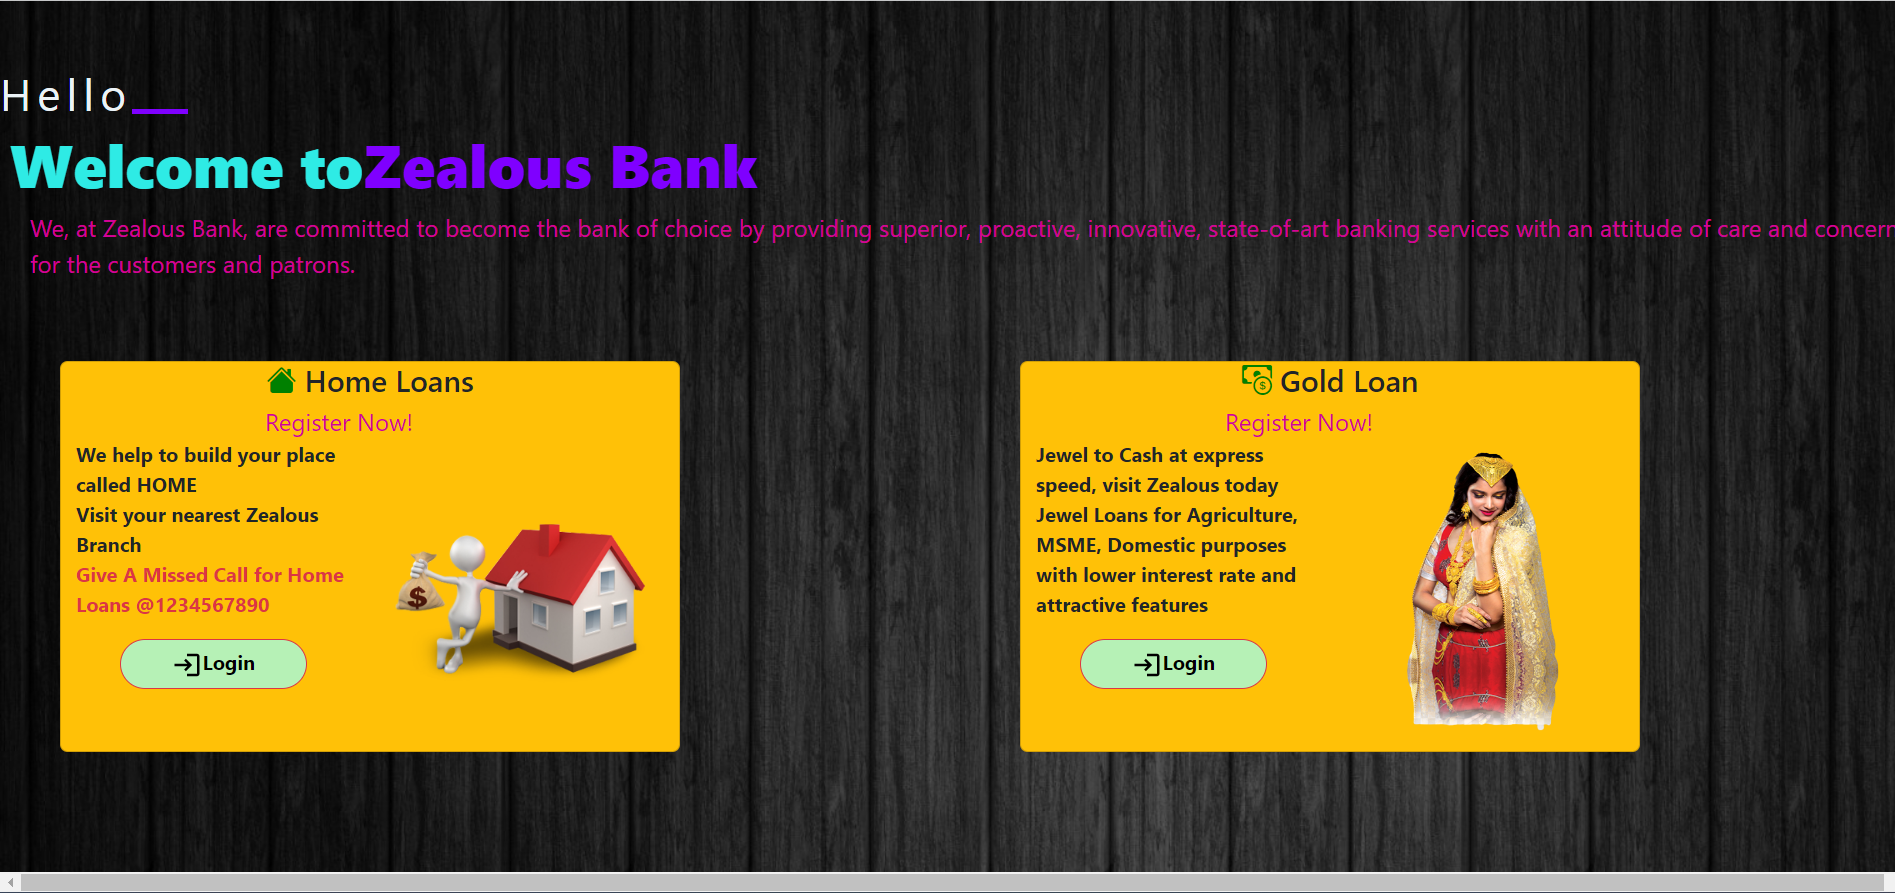 Hello
Welcome toZealous Bank
We, at Zealous Bank, are committed to become the bank of choice by providing superior, proactive, innovative, state-of-art banking services with an attitude of care and concern
for the customers and patrons.
Home Loans
Register Now!
We help to build your place
called HOME
Visit your nearest Zealous
Branch
Give A Missed Call for Home
Loans @1234567890
$
Login
Gold Loan
Register Now!
Jewel to Cash at express
speed, visit Zealous today
Jewel Loans for Agriculture,
MSME, Domestic purposes
with lower interest rate and
attractive features
Login